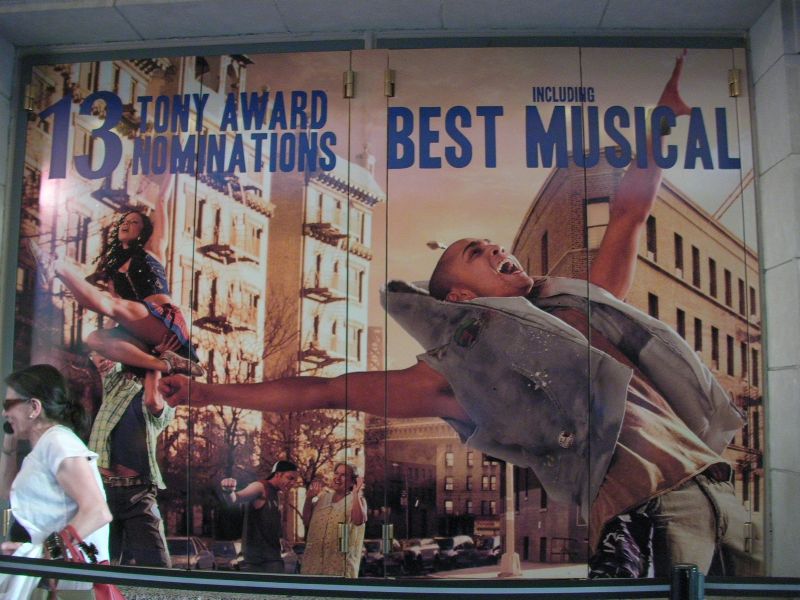 13 TONY AWARD
NOMINATIONS
INCLUDING
BEST MUSICAL